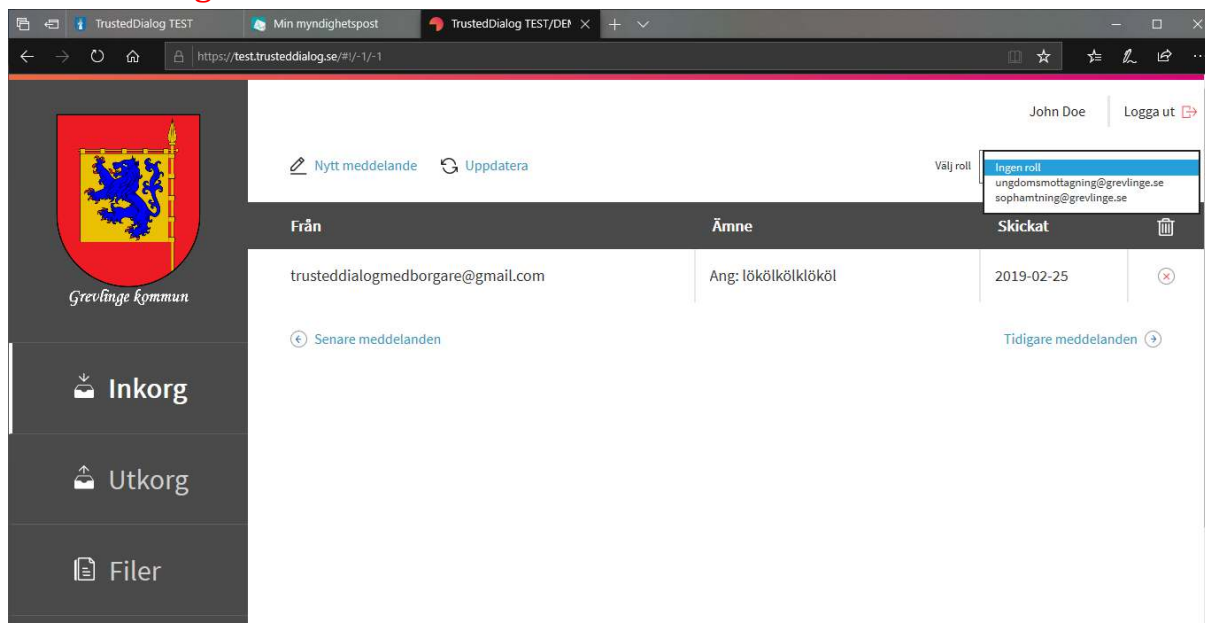 TrustedDialog TEST
Min myndighetspost
TrustedDialog TEST/DEM
https://test.trusteddialog.se/#!/-1/-1
John Doe
Logga ut
Nytt meddelande
Uppdatera
Välj roll
Ingen roll
ungdomsmottagning@grevlinge.se
sophamtning@grevlinge.se
Från
Ämne
Skickat
trusteddialogmedborgare@gmail.com
Ang: lökölkölklököl
2019-02-25
Senare meddelanden
Tidigare meddelanden
Grevlinge kommun
Inkorg
Utkorg
Filer